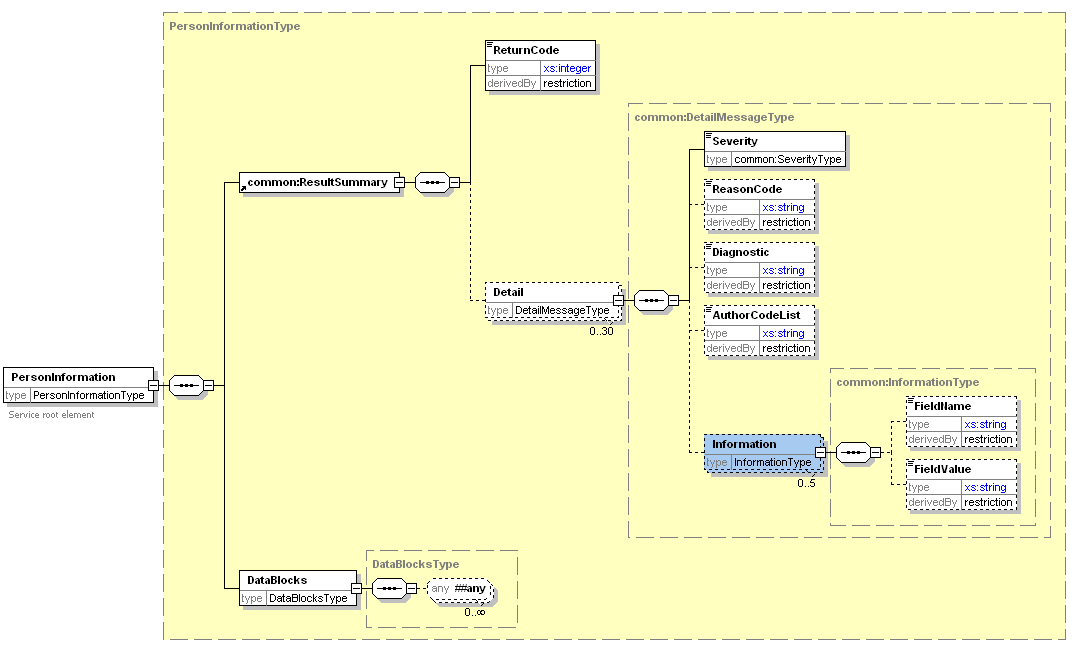 PersonInformationType
ReturnCode
type xs:integer
derivedBy restriction
common:DetailMessageType
Severity
type common:SeverityType
common:ResultSummary
ReasonCode
type xs:string
derivedBy restriction
Diagnostic
type xs:string
derivedBy restriction
Detail
type DetailMessageType
0..30
AuthorCodeList
type xs:string
derivedBy restriction
PersonInformation
type PersonInformationType
Service root element
common:InformationType
FieldName
type xs:string
derivedBy restriction
Information
type InformationType
0..5
FieldValue
type xs:string
derivedBy restriction
DataBlocksType
DataBlocks
type DataBlocksType
any ##any
0..∞